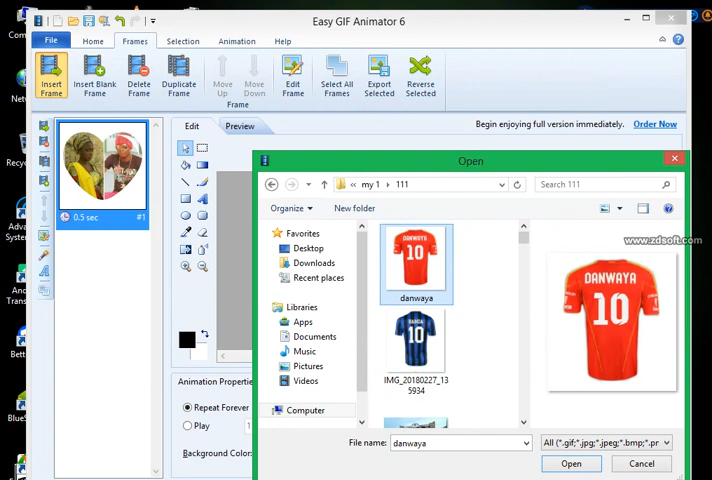 Easy GIF Animator 6
File Home Frames Selection Animation Help
Insert Frame
Insert Blank Frame
Delete Frame
Duplicate Frame
Move Up
Move Down
Edit Frame
Select All Frames
Export Selected
Reverse Selected
Frame
Edit Preview
Begin enjoying full version immediately. Order Now
0.5 sec #1
Open
« my 1 111
Search 111
Organize New folder
Favorites
Desktop
Downloads
Recent places
Libraries
Apps
Documents
Music
Pictures
Videos
Computer
DANWAYA
10
danwaya
10
IMG_20180227_13
5934
www.zdsoft.com
DANWAYA
10
Animation Properties
Repeat Forever
Play 1
Background Color:
File name: danwaya
All (*.gif;*.jpg;*.jpeg;*.bmp;*.pr
Open Cancel